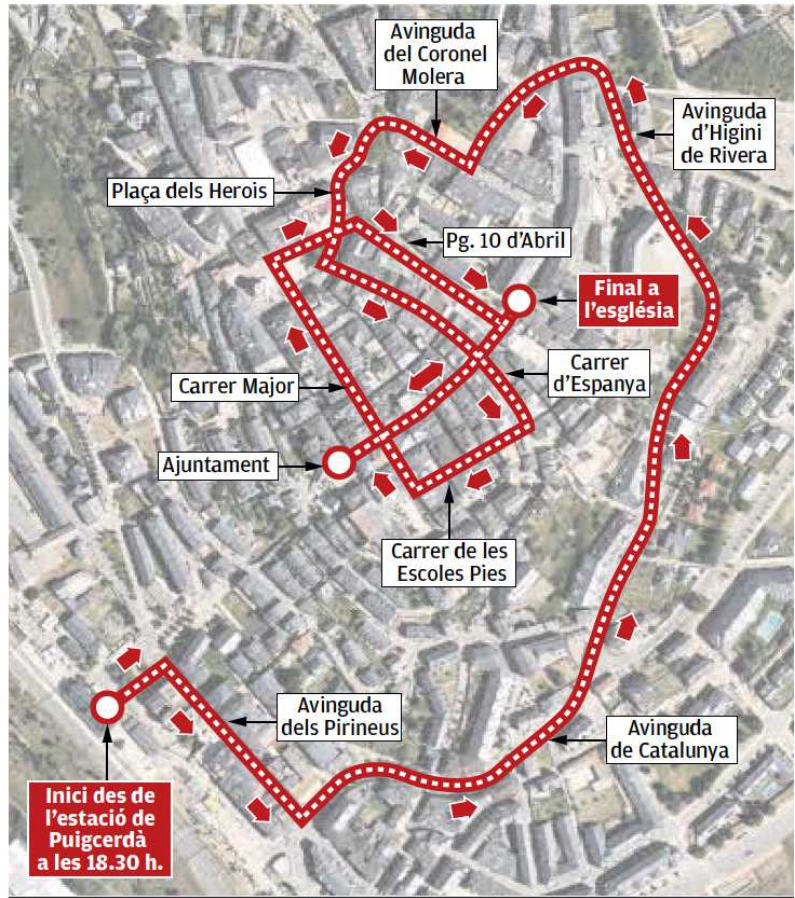 Avinguda
del Coronel
Molera
Avinguda
d'Higini
de Rivera
Plaça dels Herois
Pg. 10 d'Abril
Final a
l'església
Carrer Major
Carrer
d'Espanya
Ajuntament
Carrer de les
Escoles Pies
Avinguda
dels Pirineus
Avinguda
de Catalunya
Inici des de
l'estació de
Puigcerdà
a les 18.30 h.